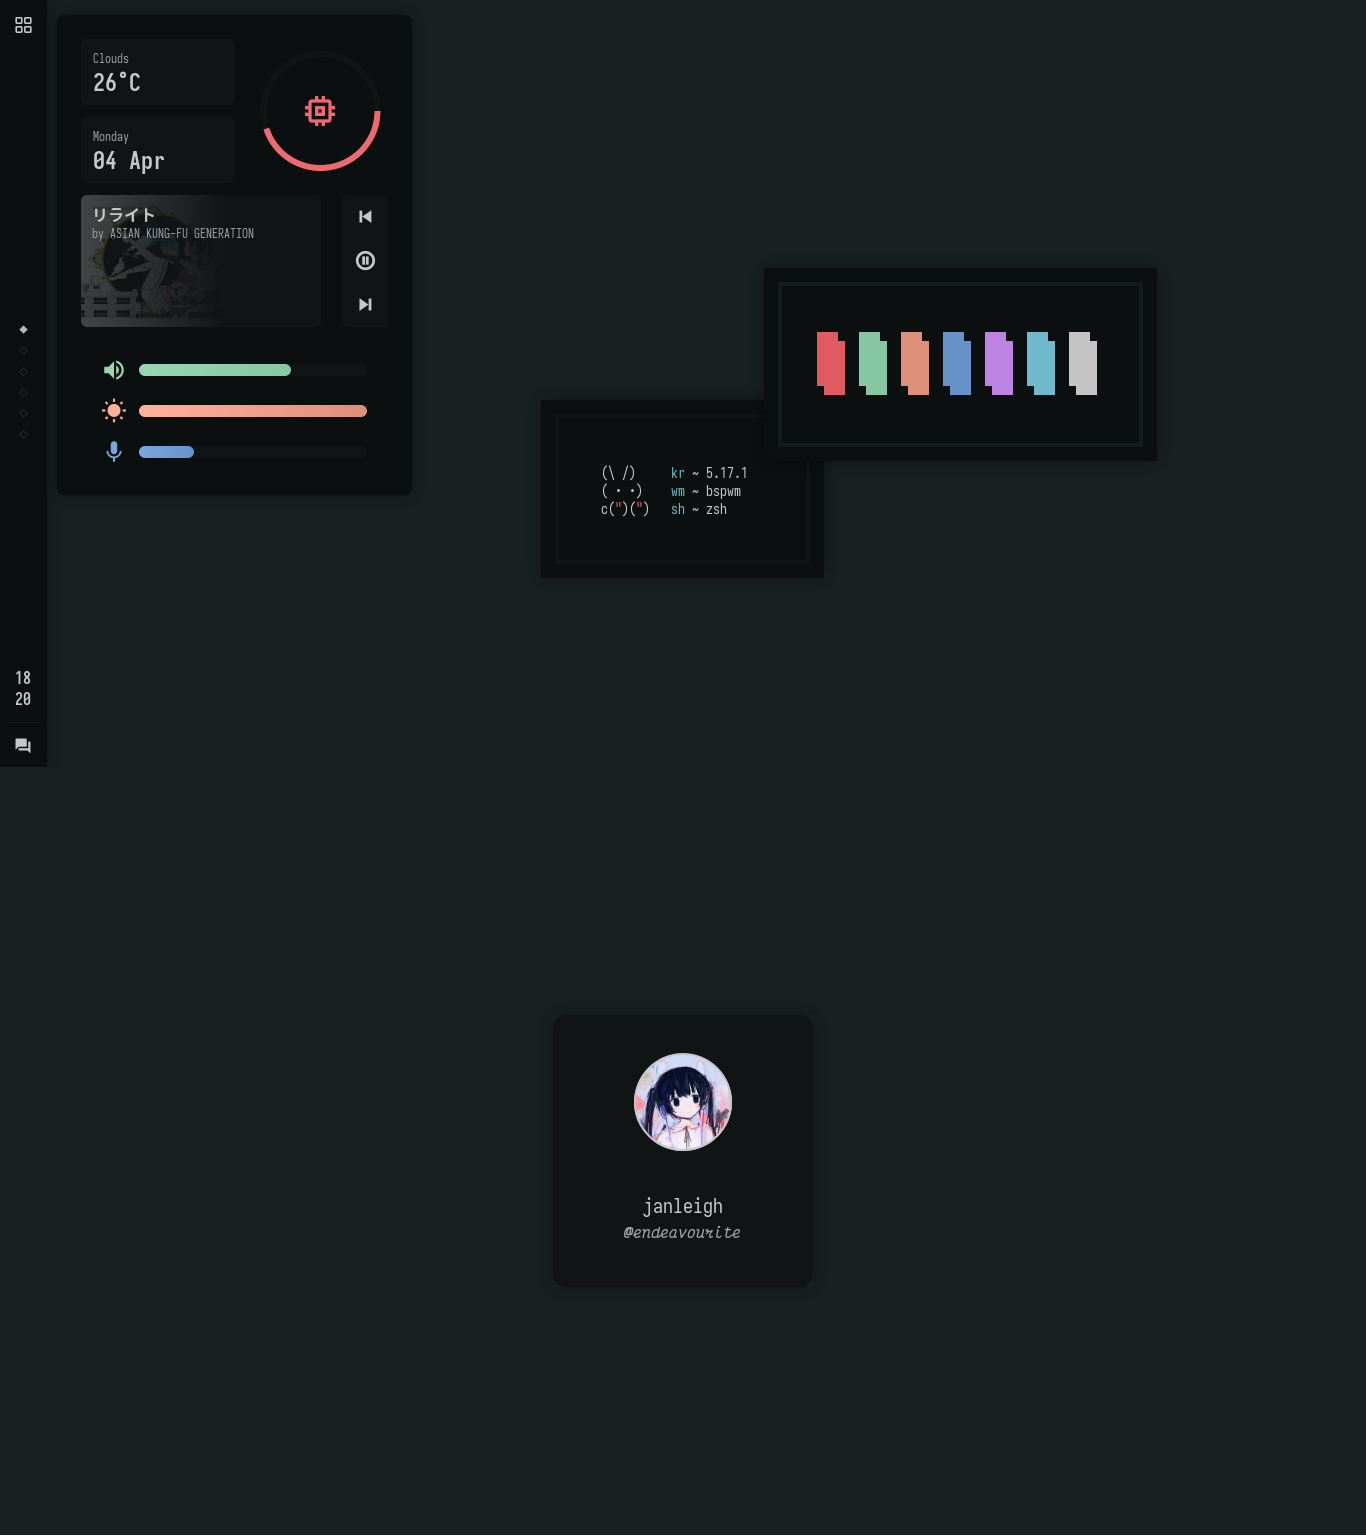 Clouds
26°C
Monday
04 Apr
リライト
by ASIAN KUNG-FU GENERATION
(\ /)   kr ~ 5.17.1
( · ·)   wm ~ bspwm
c(")(")   sh ~ zsh
18
20
janleigh
@endeavourite